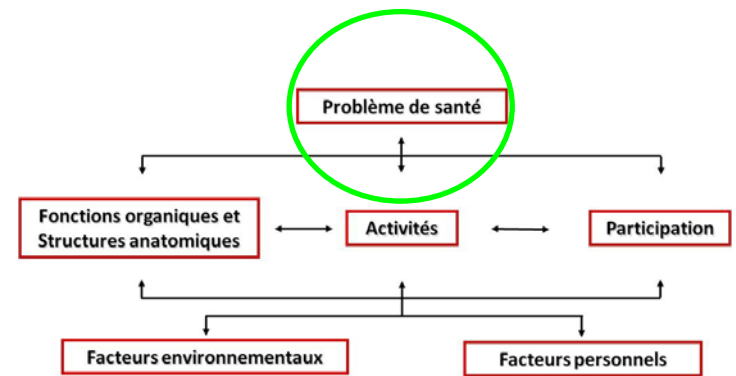 Problème de santé
Fonctions organiques et
Structures anatomiques
Activités
Participation
Facteurs environnementaux
Facteurs personnels